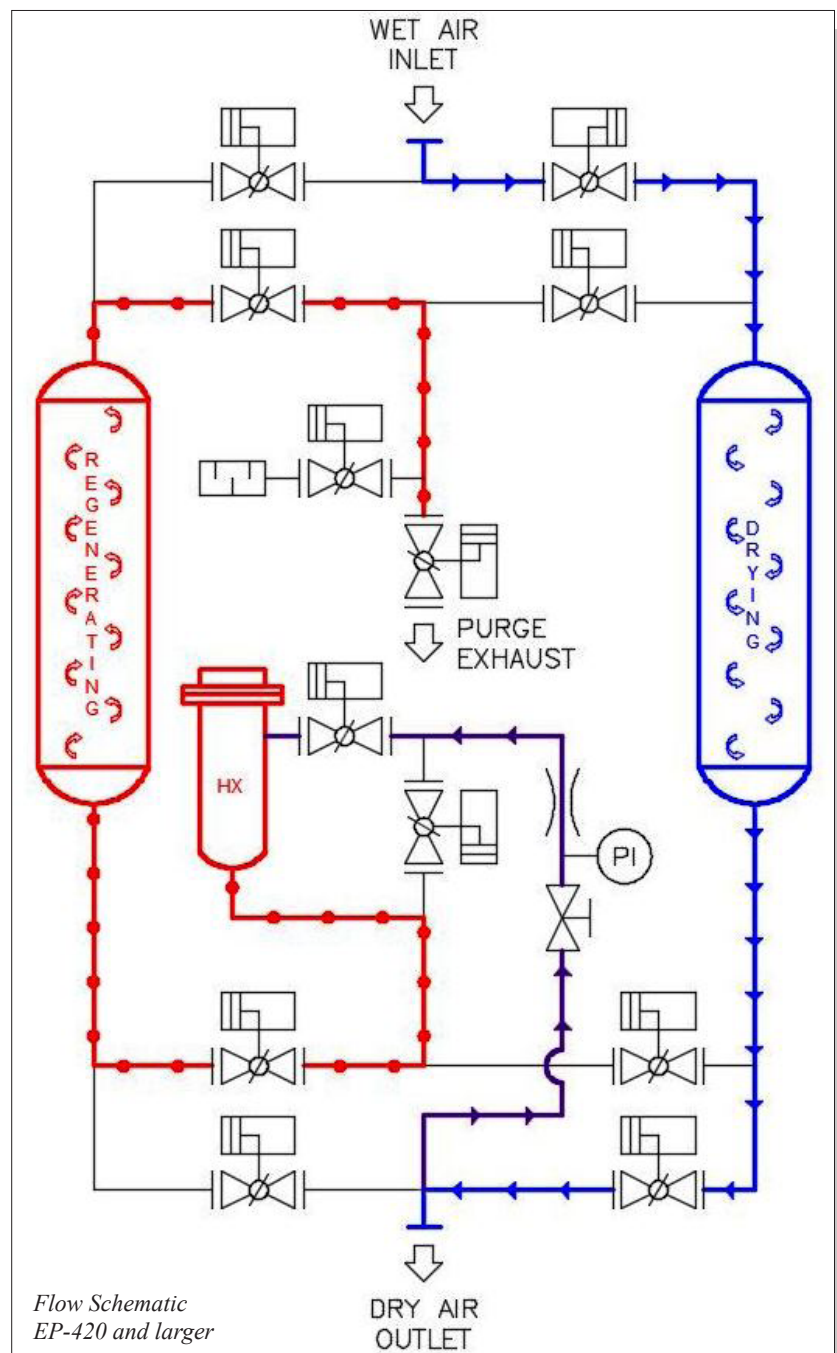 WET AIR
INLET
REGENERATING
DRYING
PURGE
EXHAUST
HX
PI
Flow Schematic
EP-420 and larger
DRY AIR
OUTLET